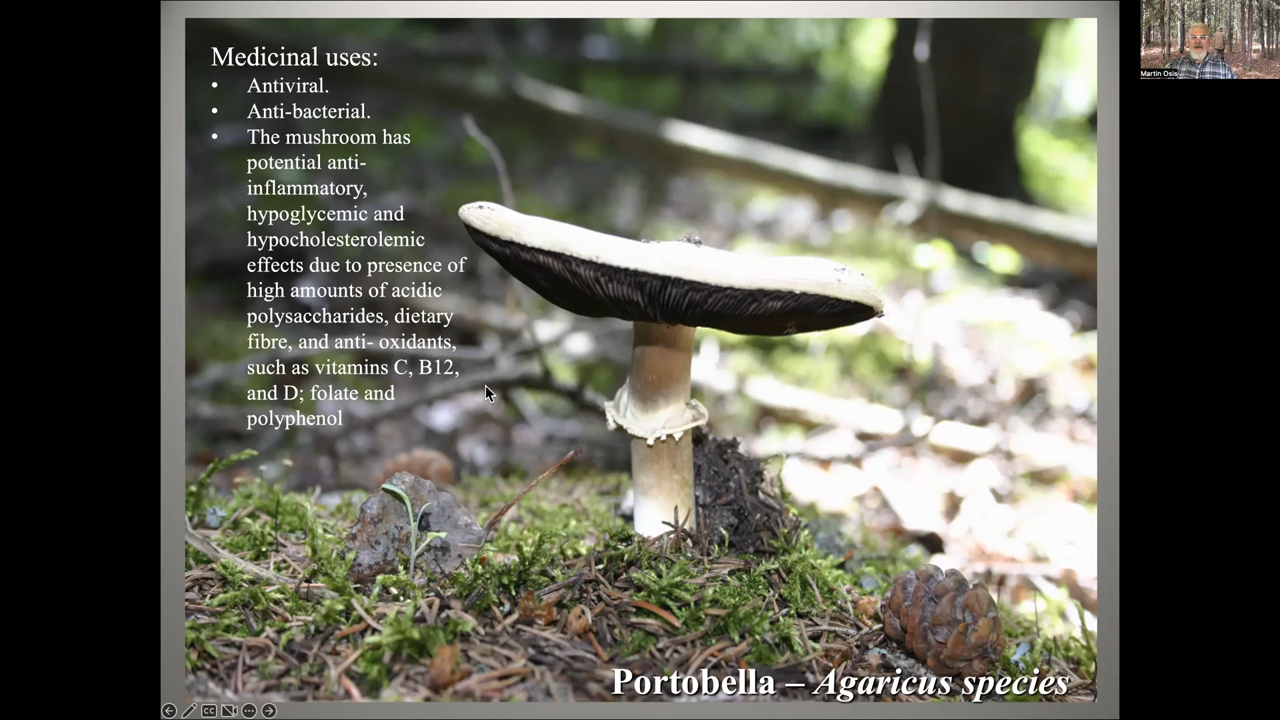 Medicinal uses:
• Antiviral.
• Anti-bacterial.
• The mushroom has
potential anti-
inflammatory,
hypoglycemic and
hypocholesterolemic
effects due to presence of
high amounts of acidic
polysaccharides, dietary
fibre, and anti- oxidants,
such as vitamins C, B12,
and D; folate and
polyphenol
Portobella – Agaricus species
Martin Osis
CC